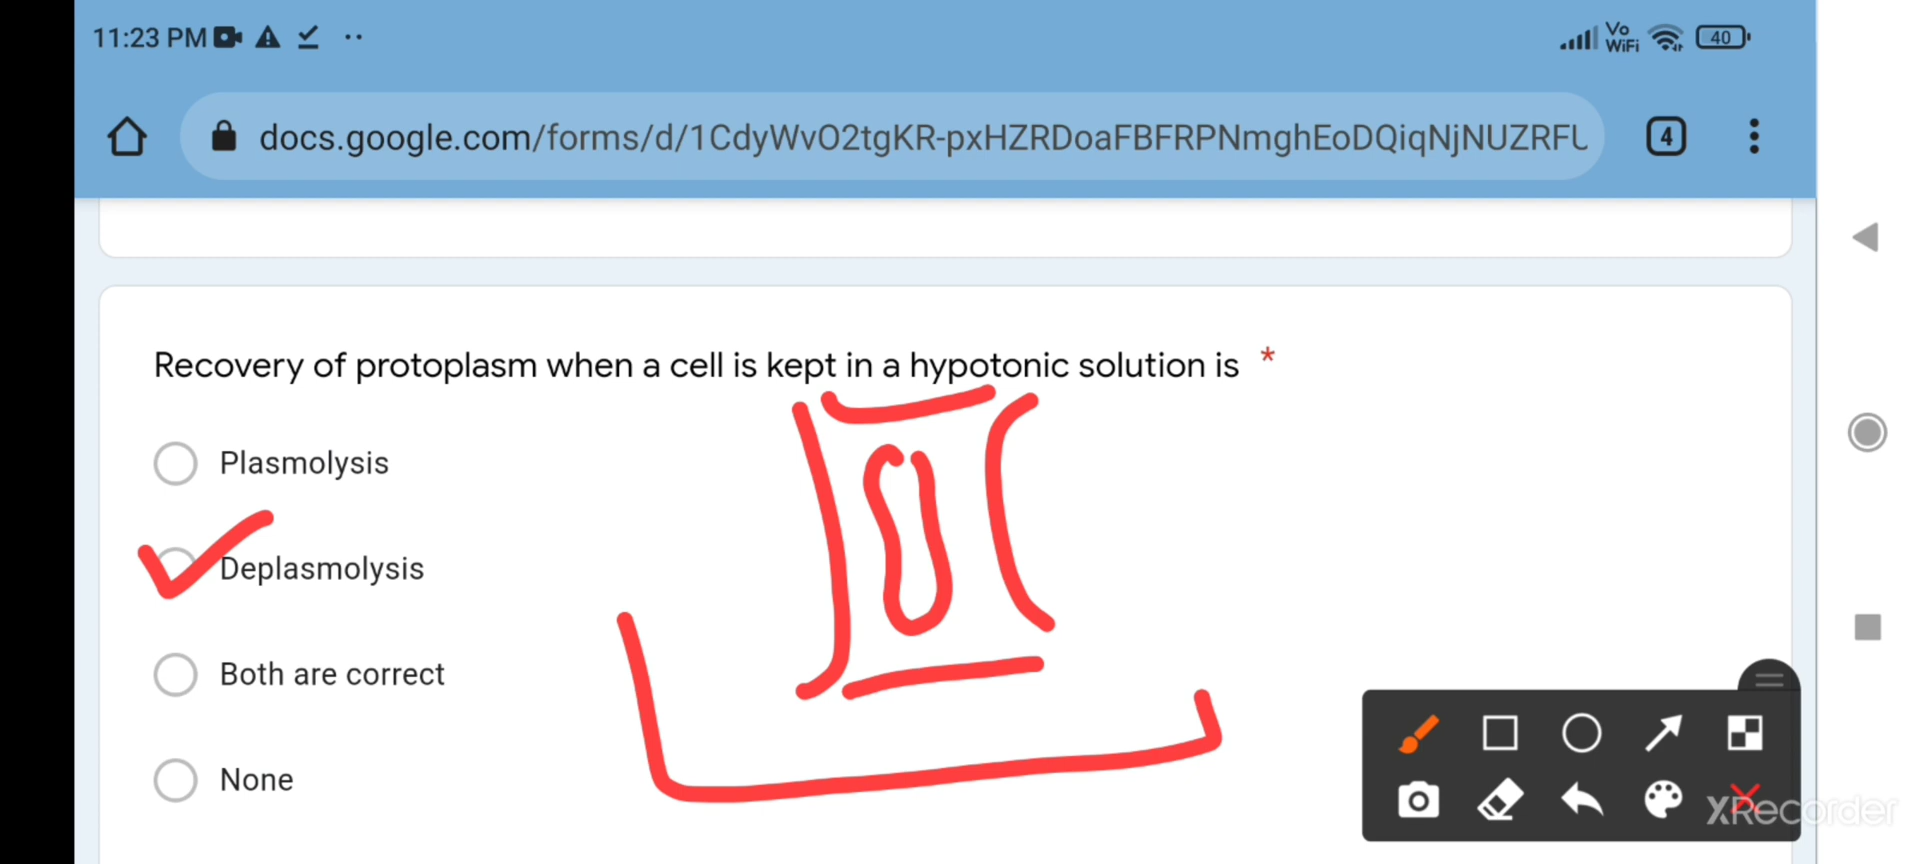 11:23 PM
Vo
WiFi
40
docs.google.com/forms/d/1CdyWvO2tgKR-pxHZRDoaFBFRPNmghEoDQiqNjNUZRFU
4
Recovery of protoplasm when a cell is kept in a hypotonic solution is *
Plasmolysis
Deplasmolysis
Both are correct
None
XRecorder